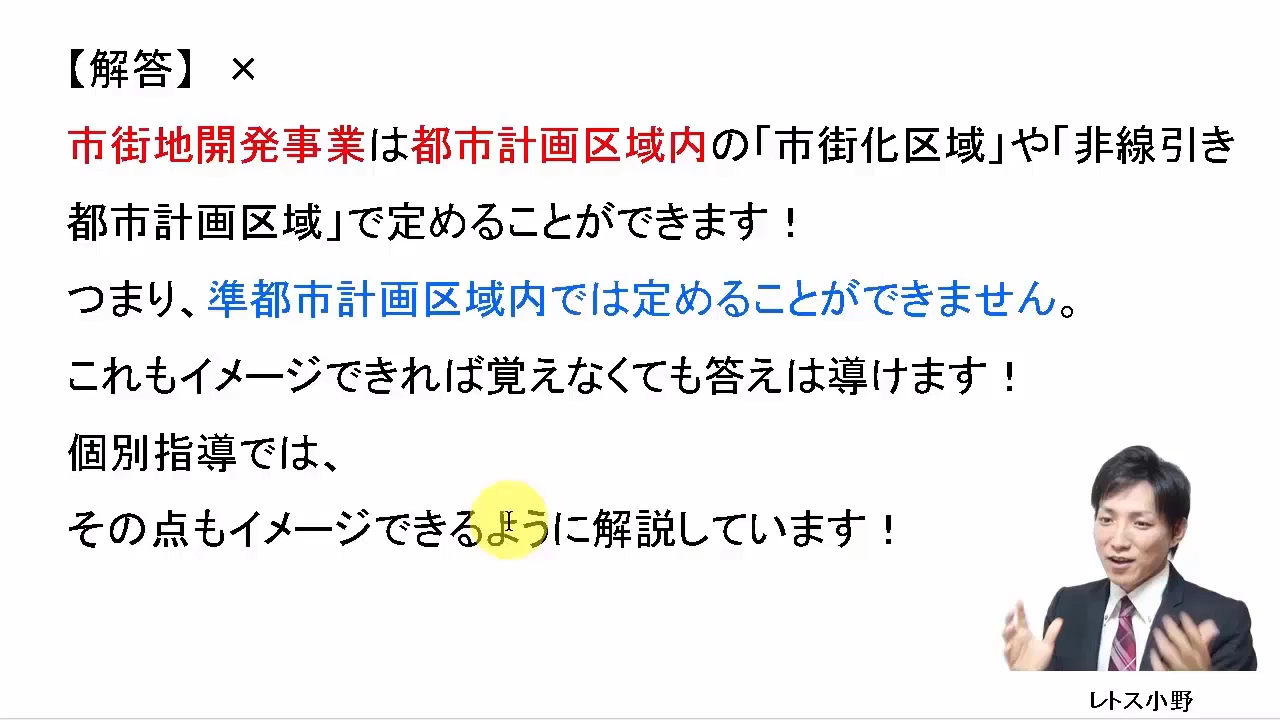 【解答】 ×
市街地開発事業は都市計画区域内の「市街化区域」や「非線引き
都市計画区域」で定めることができます！
つまり、準都市計画区域内では定めることができません。
これもイメージできれば覚えなくても答えは導けます！
個別指導では、
その点もイメージできるように解説しています！
レトス小野